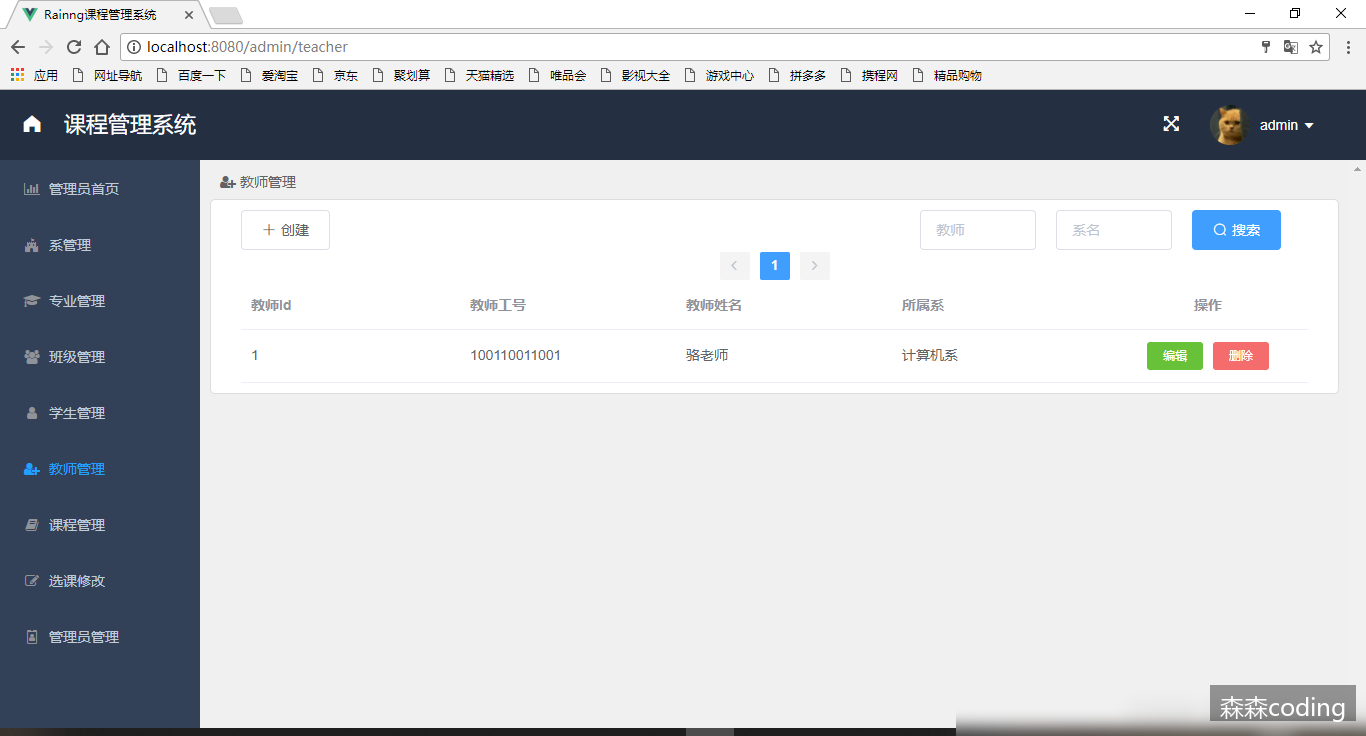 Rainng课程管理系统
localhost:8080/admin/teacher
应用 网址导航 百度一下 爱淘宝 京东 聚划算 天猫精选 唯品会 影视大全 游戏中心 拼多多 携程网 精品购物
课程管理系统 admin
管理员首页
系管理
专业管理
班级管理
学生管理
教师管理
课程管理
选课修改
管理员管理
教师管理
创建 教师 系名 搜索
1
教师Id 教师工号 教师姓名 所属系 操作
1 100110011001 骆老师 计算机系 编辑 删除
森森coding